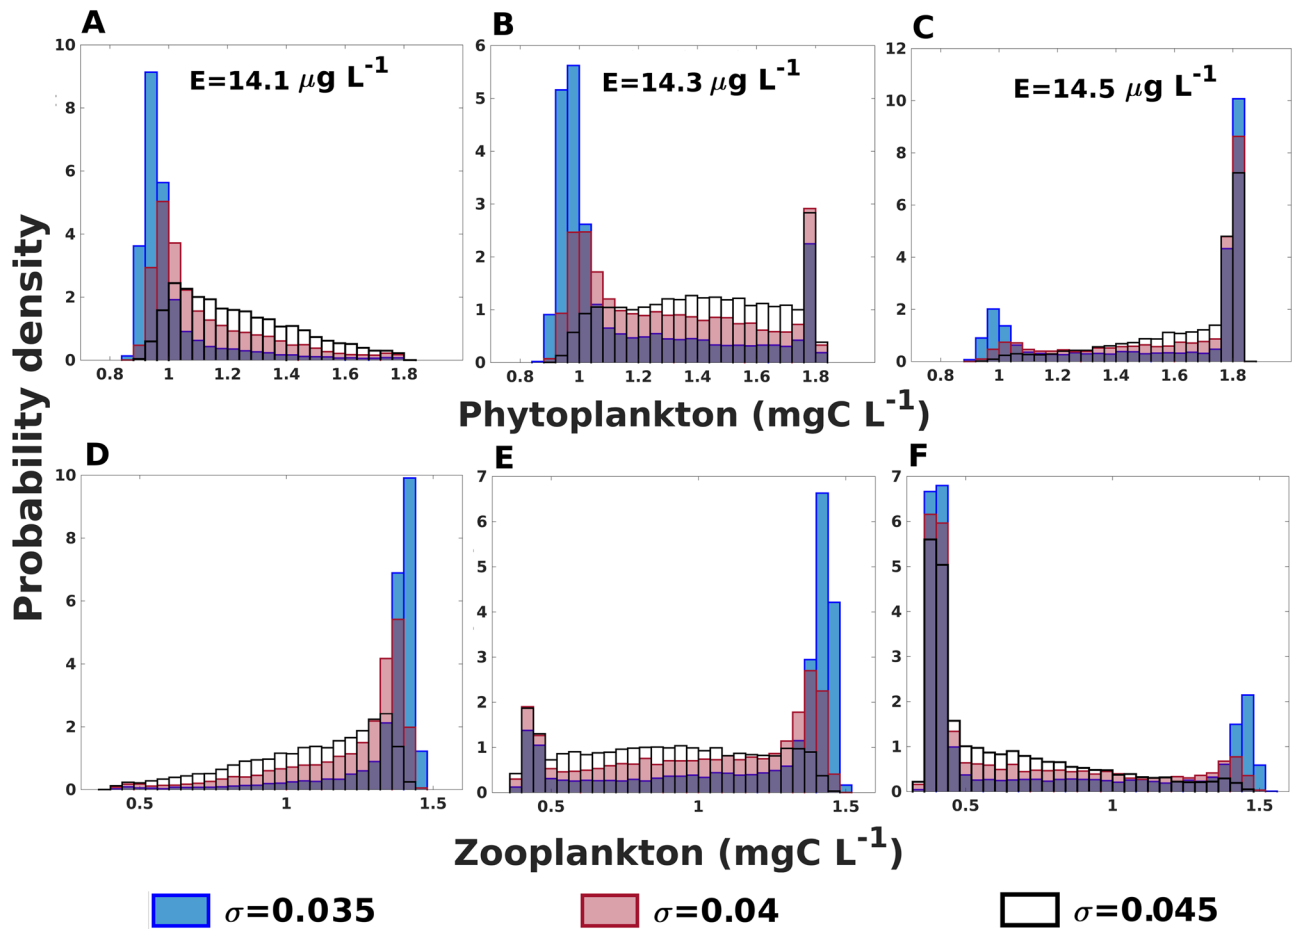 A
B
C
E=14.1 μg L-1
E=14.3 μg L-1
E=14.5 μg L-1
10
8
6
4
2
0
0.8 1 1.2 1.4 1.6 1.8
6
5
4
3
2
1
0
0.8 1 1.2 1.4 1.6 1.8
12
10
8
6
4
2
0
0.8 1 1.2 1.4 1.6 1.8
Phytoplankton (mgC L-1)
Probability density
D
E
F
10
8
6
4
2
0
0.5 1 1.5
7
6
5
4
3
2
1
0
0.5 1 1.5
7
6
5
4
3
2
1
0
0.5 1 1.5
Zooplankton (mgC L-1)
σ=0.035
σ=0.04
σ=0.045